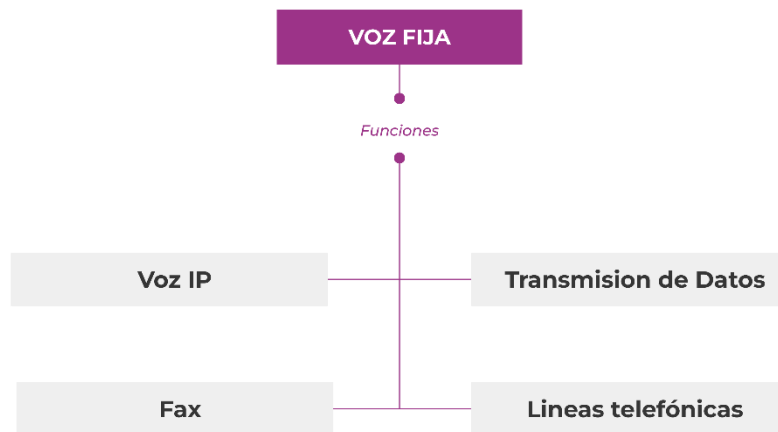 VOZ FIJA
Funciones
Voz IP
Transmision de Datos
Fax
Lineas telefónicas